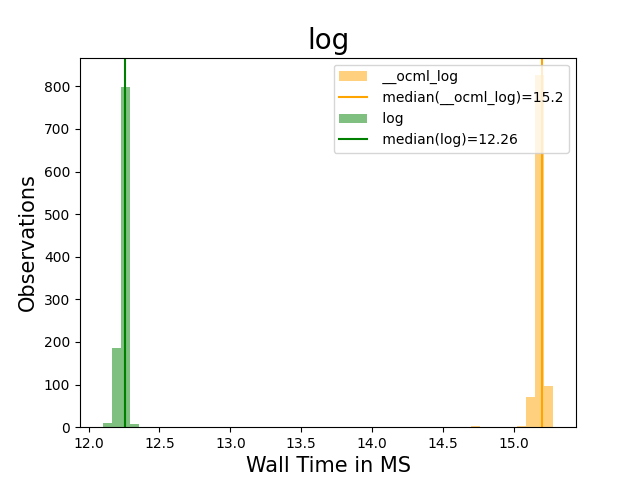 log
__ocml_log
median(__ocml_log)=15.2
log
median(log)=12.26
Observations
800
700
600
500
400
300
200
100
0
12.0 12.5 13.0 13.5 14.0 14.5 15.0
Wall Time in MS